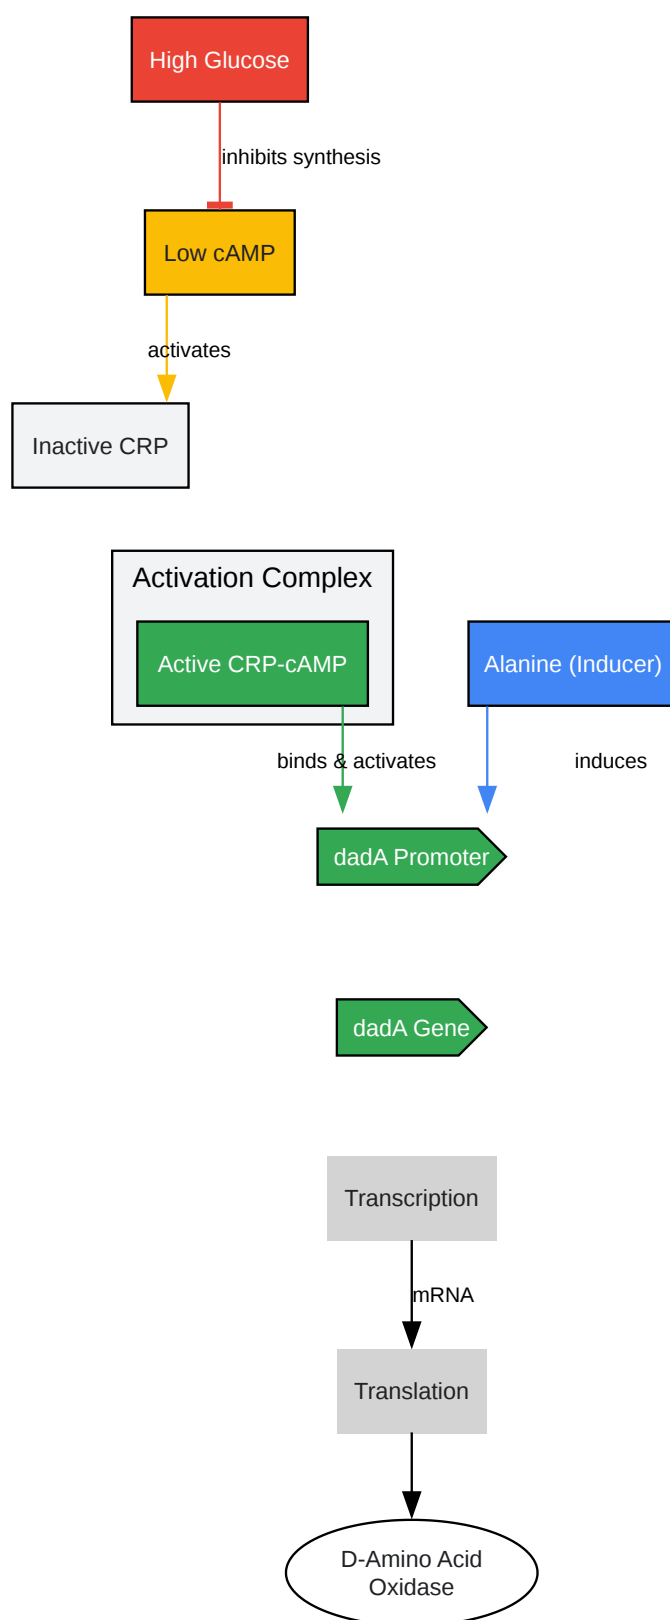 High Glucose
inhibits synthesis
Low cAMP
activates
Inactive CRP
Activation Complex
Active CRP-cAMP
Alanine (Inducer)
binds & activates
induces
dadA Promoter
dadA Gene
Transcription
mRNA
Translation
D-Amino Acid
Oxidase